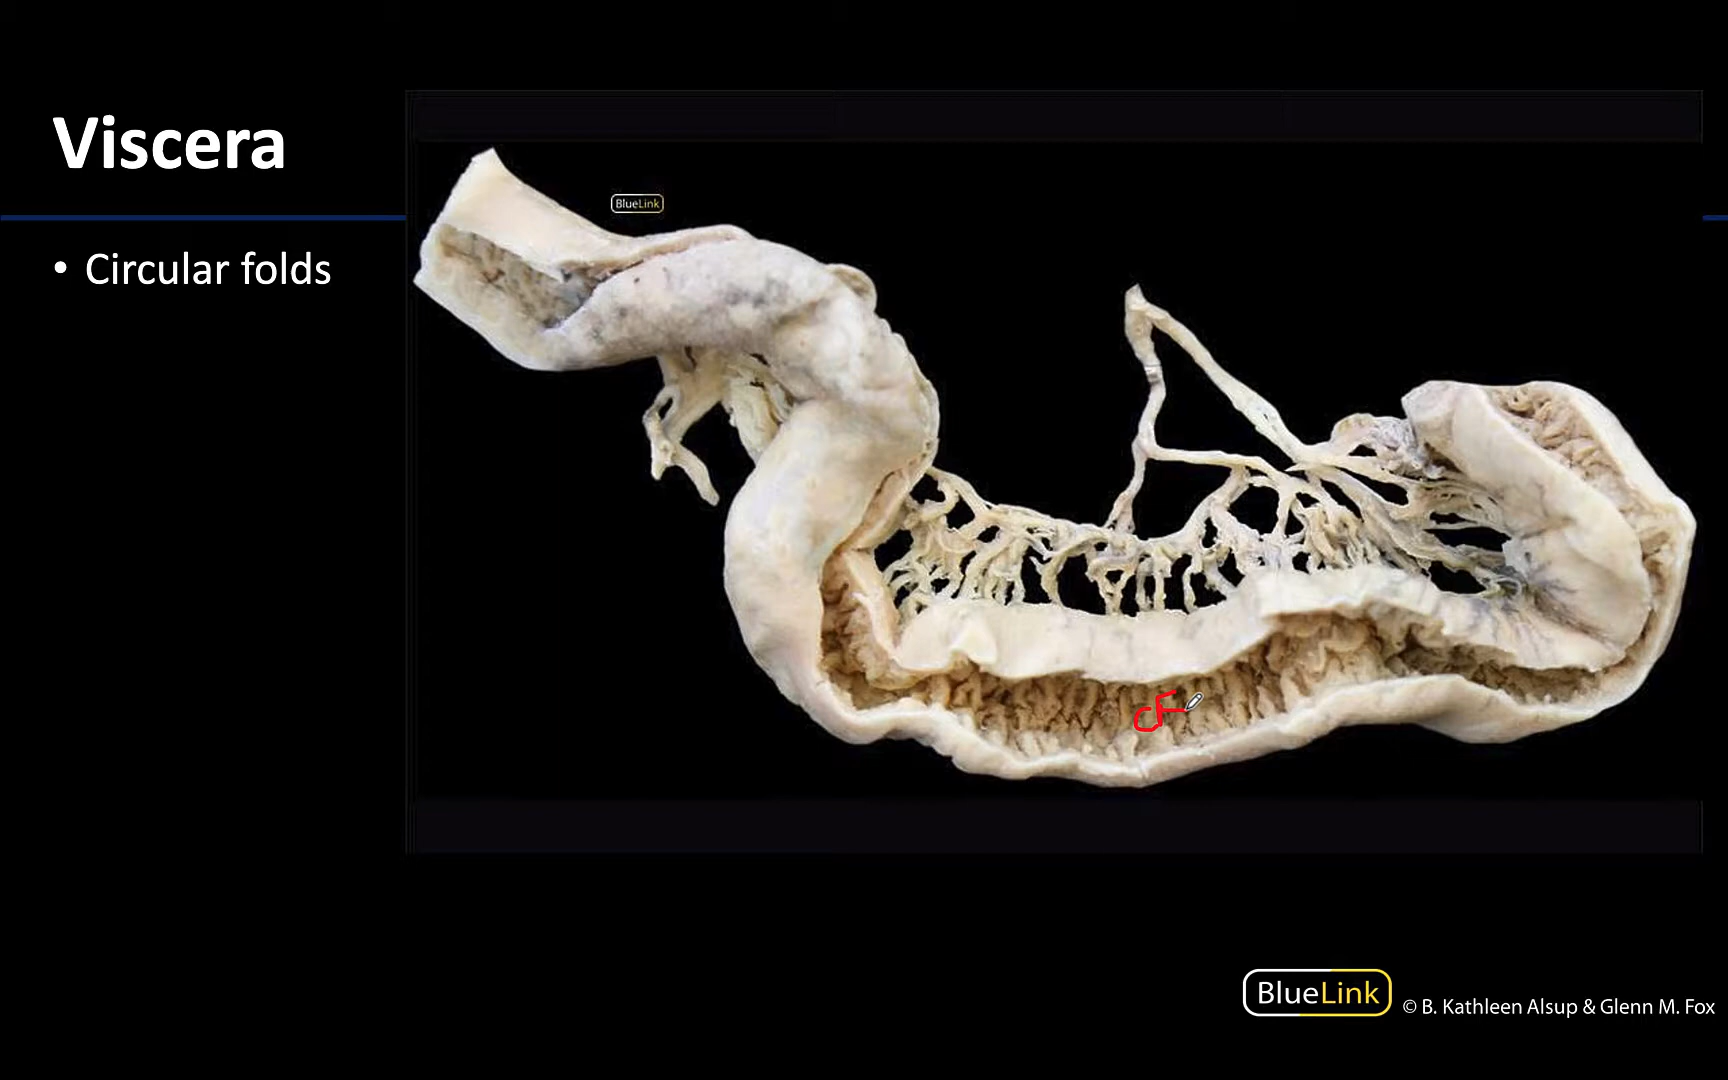 Viscera
BlueLink
• Circular folds
CF
BlueLink
© B. Kathleen Alsup & Glenn M. Fox